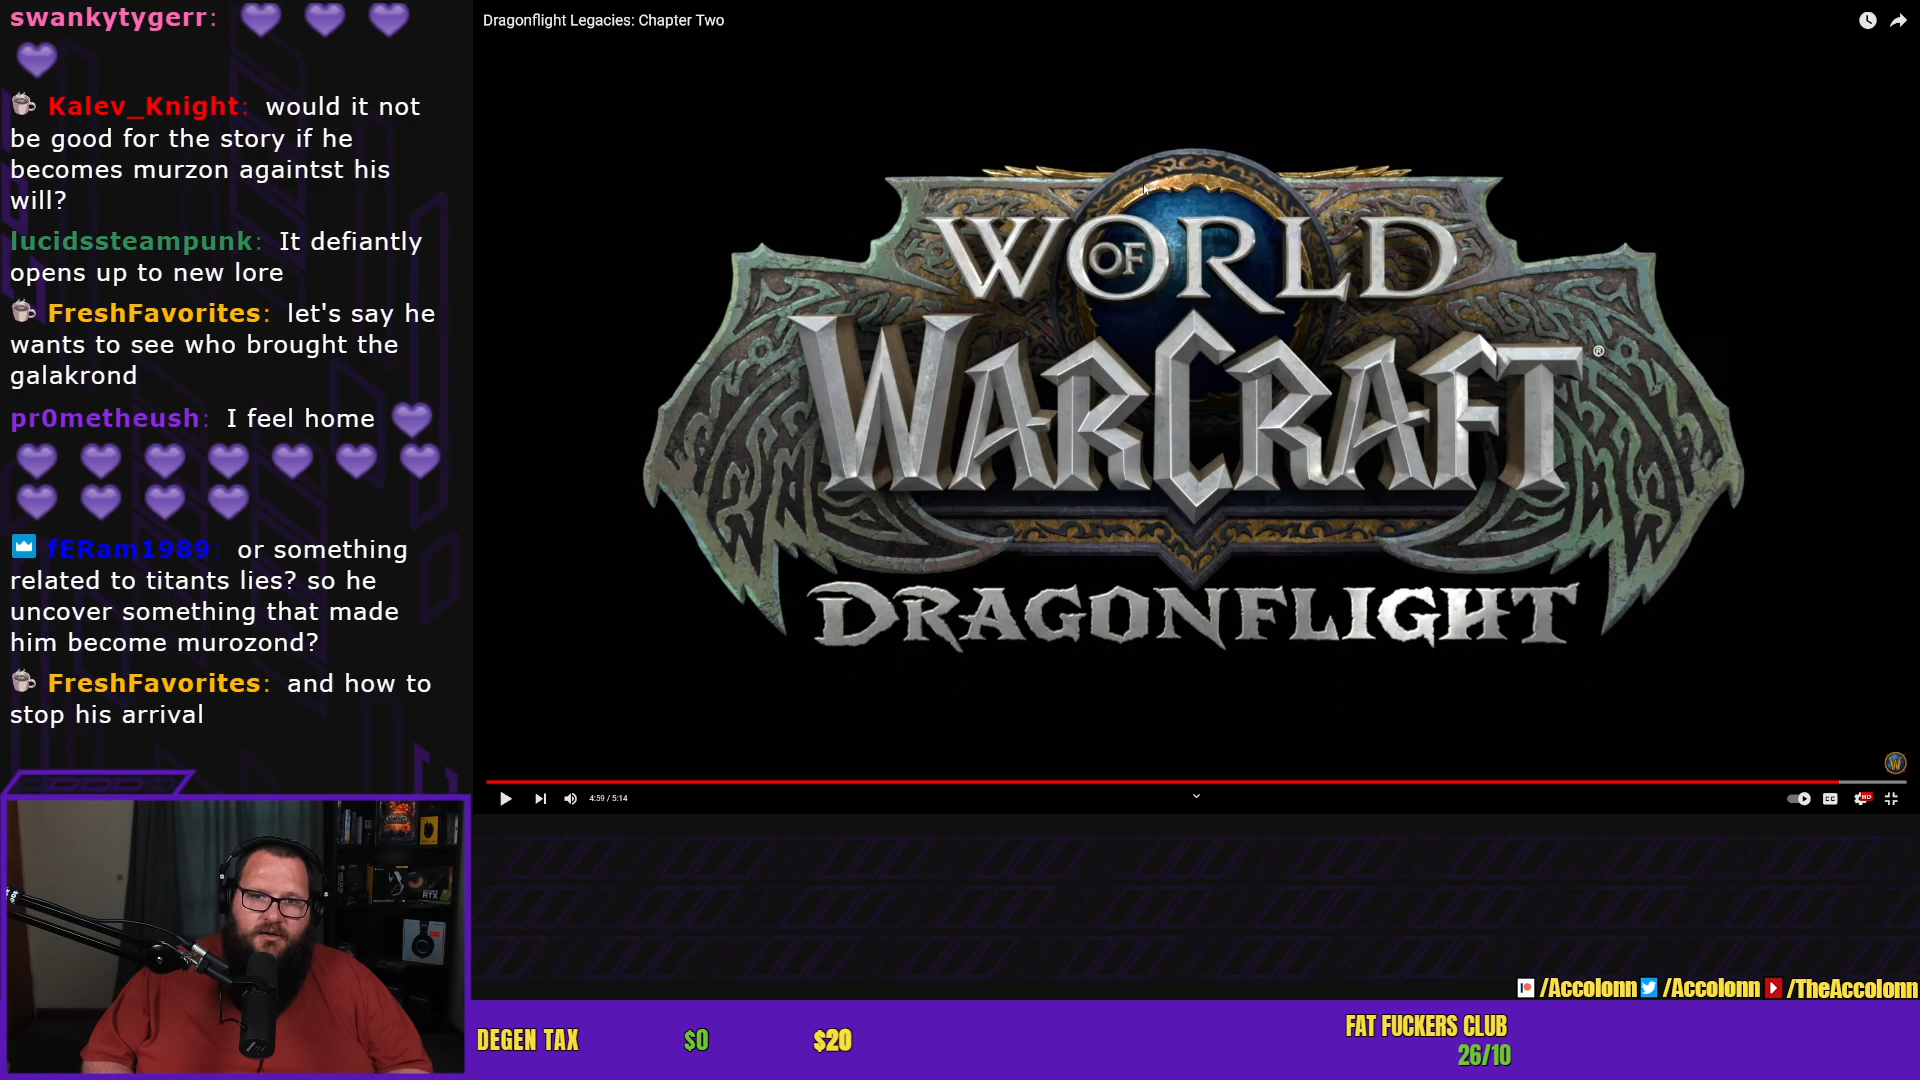 swankytygerr:
Kalev_Knight: would it not
be good for the story if he
becomes murzon againtst his
will?
lucidssteampunk: It defiantly
opens up to new lore
FreshFavorites: let's say he
wants to see who brought the
galakrond
pr0metheush: I feel home
fERam1989: or something
related to titants lies? so he
uncover something that made
him become murozond?
FreshFavorites: and how to
stop his arrival
Dragonflight Legacies: Chapter Two
WORLD
OF
WARCRAFT
®
DRAGONFLIGHT
4:59 / 5:14
CC
HD
/Accolonn /Accolonn /TheAccolonn
DEGEN TAX $0 $20
FAT FUCKERS CLUB
26/10